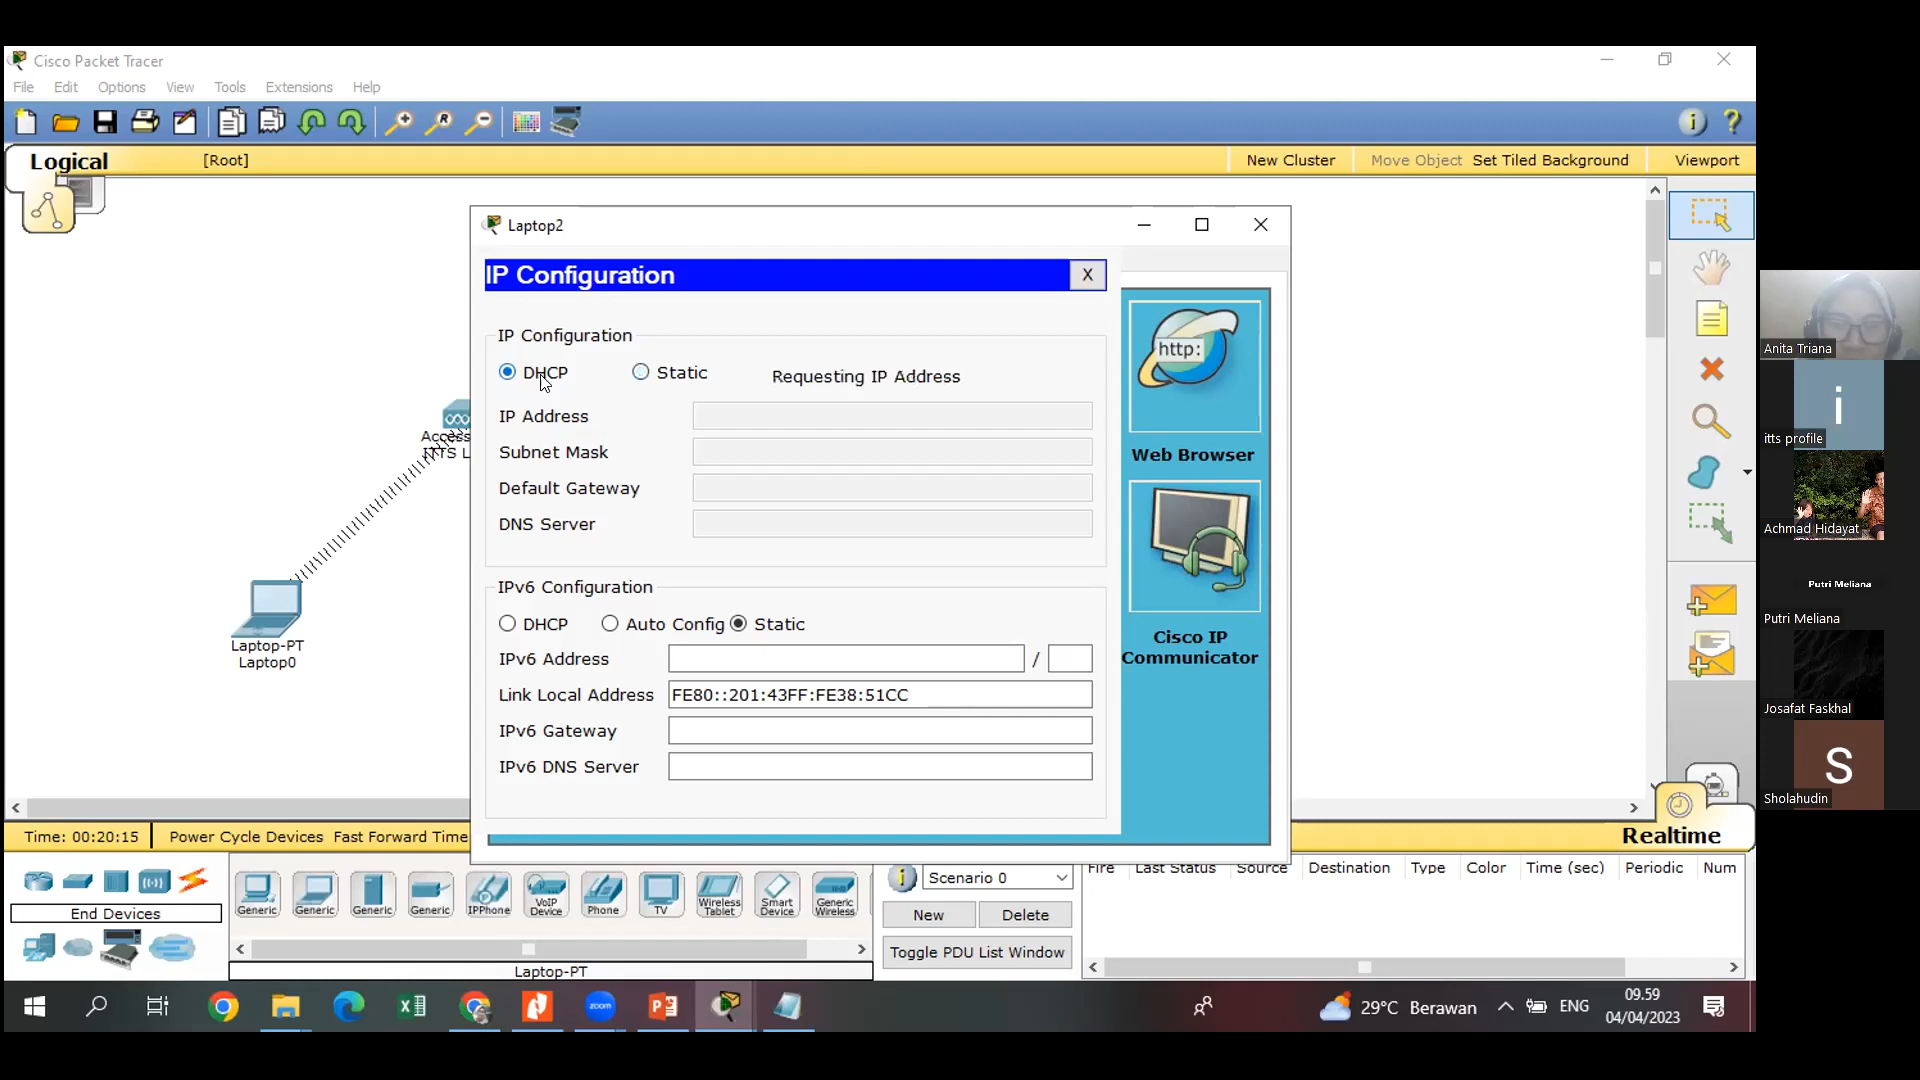 Cisco Packet Tracer
File Edit Options View Tools Extensions Help
Logical [Root] New Cluster Move Object Set Tiled Background Viewport
Laptop2
IP Configuration X
IP Configuration
DHCP Static Requesting IP Address
IP Address
Subnet Mask
Default Gateway
DNS Server
IPv6 Configuration
DHCP Auto Config Static
IPv6 Address /
Link Local Address FE80::201:43FF:FE38:51CC
IPv6 Gateway
IPv6 DNS Server
http:
Web Browser
Cisco IP
Communicator
Access
ITTS L
Laptop-PT
Laptop0
Anita Triana
i
itts profile
Achmad Hidayat
Putri Meliana
Putri Meliana
Josafat Faskhal
S
Sholahudin
Time: 00:20:15 Power Cycle Devices Fast Forward Time
Realtime
End Devices
Generic Generic Generic Generic IPPhone VoIP Device Phone TV Wireless Tablet Smart Device Generic Wireless
Laptop-PT
Scenario 0
New Delete
Toggle PDU List Window
Fire Last Status Source Destination Type Color Time (sec) Periodic Num
zoom
29°C Berawan ENG
09.59
04/04/2023